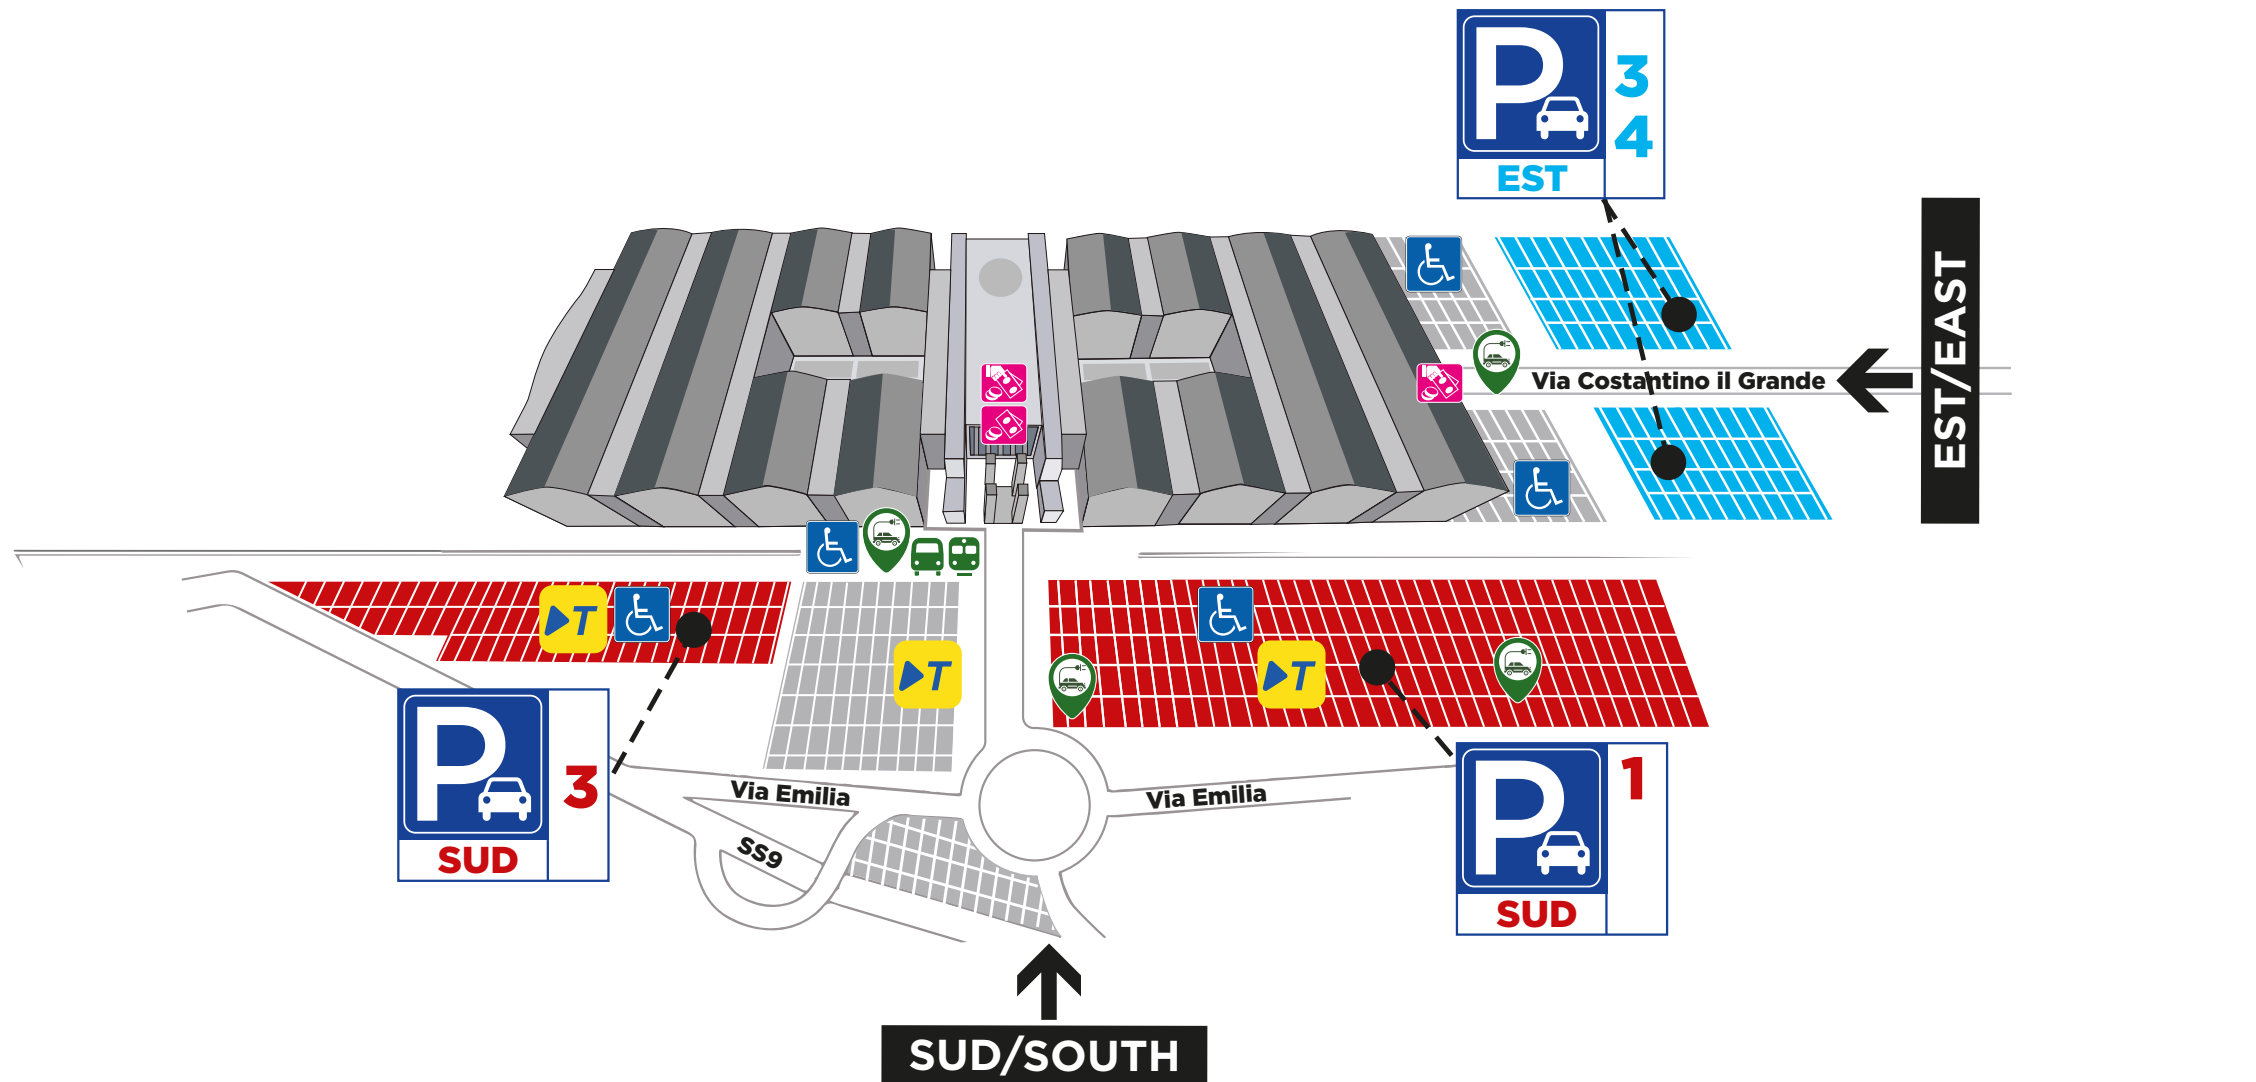 P
3
4
EST
EST/EAST
Via Costantino il Grande
T
T
T
P
3
SUD
P
1
SUD
Via Emilia
Via Emilia
SS9
SUD/SOUTH